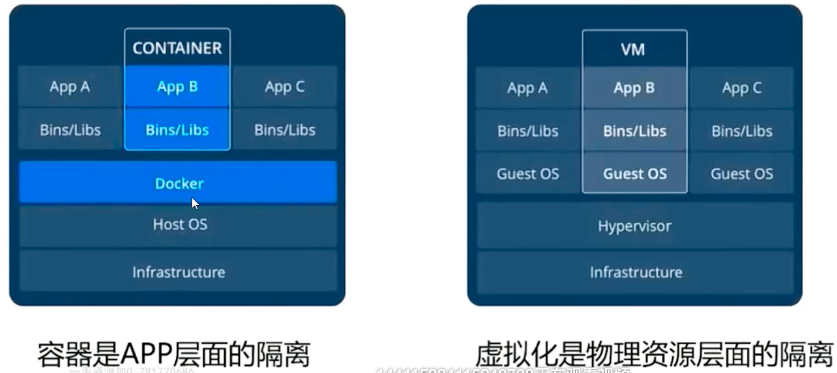 CONTAINER
App A App B App C
Bins/Libs Bins/Libs Bins/Libs
Docker
Host OS
Infrastructure
容器是APP层面的隔离
VM
App A App B App C
Bins/Libs Bins/Libs Bins/Libs
Guest OS Guest OS Guest OS
Hypervisor
Infrastructure
虚拟化是物理资源层面的隔离